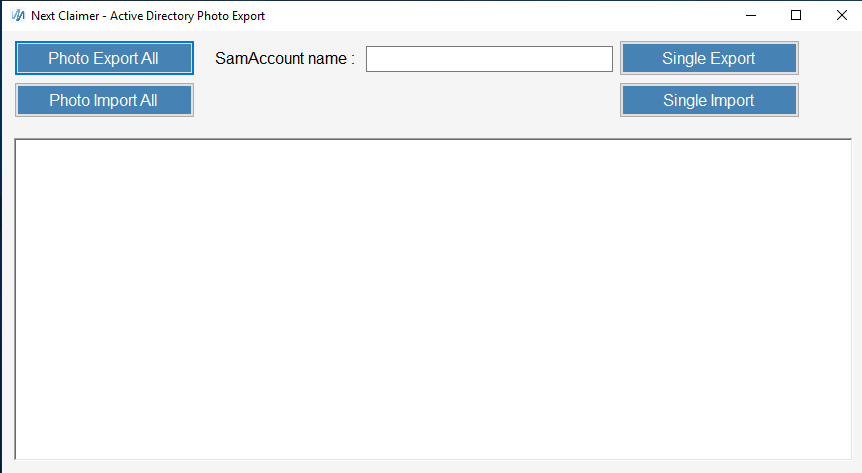 Next Claimer - Active Directory Photo Export
Photo Export All
SamAccount name :
Single Export
Photo Import All
Single Import